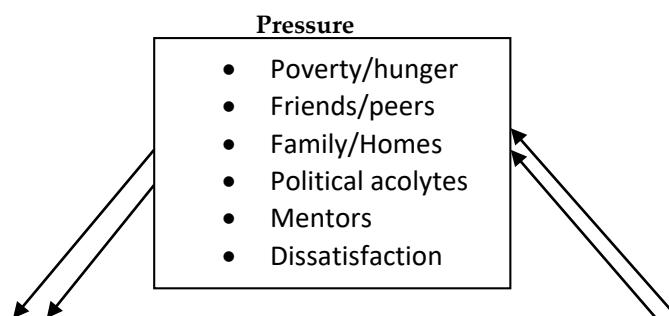 Pressure
• Poverty/hunger
• Friends/peers
• Family/Homes
• Political acolytes
• Mentors
• Dissatisfaction